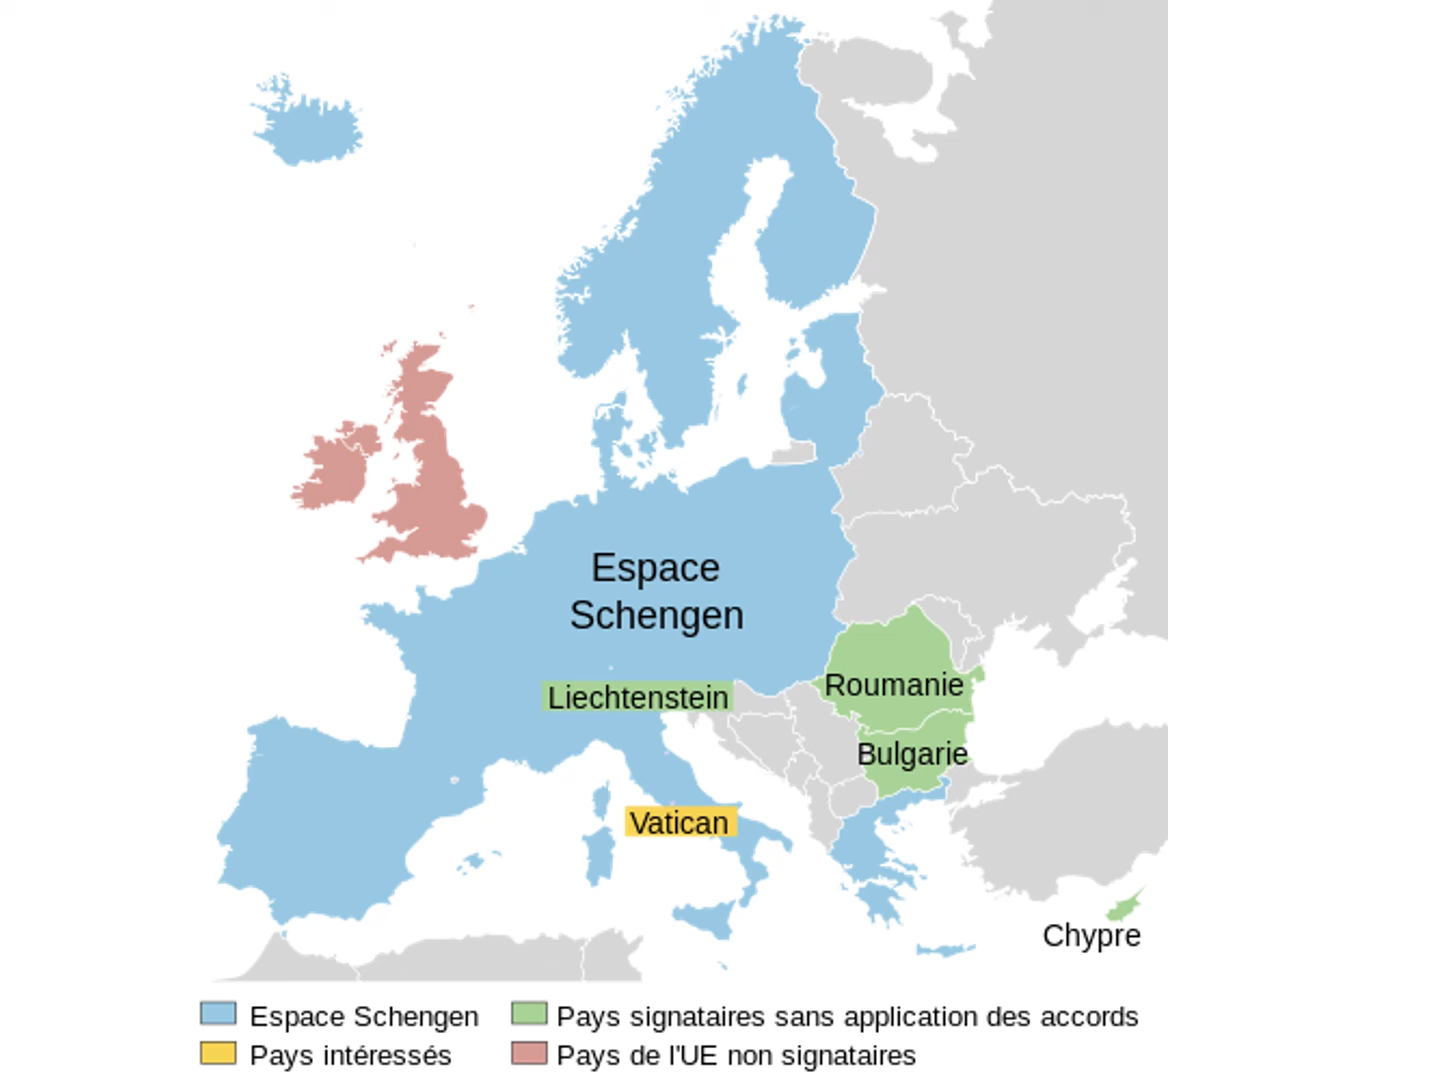 Espace
Schengen
Liechtenstein
Roumanie
Bulgarie
Vatican
Chypre
Espace Schengen
Pays signataires sans application des accords
Pays intéressés
Pays de l'UE non signataires